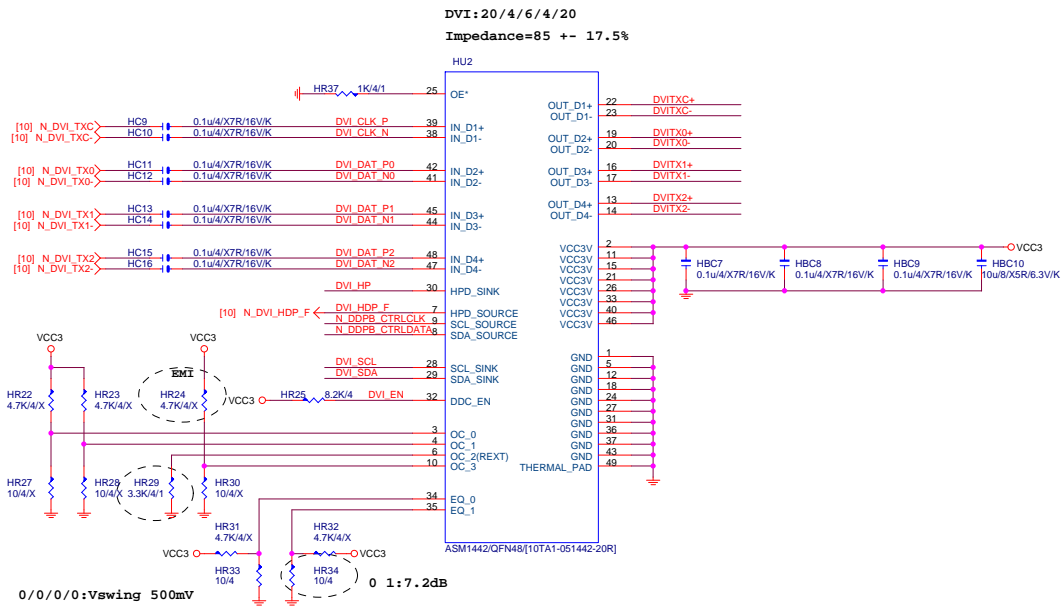 DVI:20/4/6/4/20
Impedance=85 +- 17.5%
HU2
HR37 1K/4/1 25 OE*
[10] N_DVI_TXC HC9 0.1u/4/X7R/16V/K DVI_CLK_P 39 IN_D1+
[10] N_DVI_TXC- HC10 0.1u/4/X7R/16V/K DVI_CLK_N 38 IN_D1-
[10] N_DVI_TX0 HC11 0.1u/4/X7R/16V/K DVI_DAT_P0 42 IN_D2+
[10] N_DVI_TX0- HC12 0.1u/4/X7R/16V/K DVI_DAT_N0 41 IN_D2-
[10] N_DVI_TX1 HC13 0.1u/4/X7R/16V/K DVI_DAT_P1 45 IN_D3+
[10] N_DVI_TX1- HC14 0.1u/4/X7R/16V/K DVI_DAT_N1 44 IN_D3-
[10] N_DVI_TX2 HC15 0.1u/4/X7R/16V/K DVI_DAT_P2 48 IN_D4+
[10] N_DVI_TX2- HC16 0.1u/4/X7R/16V/K DVI_DAT_N2 47 IN_D4-
DVI_HP 30 HPD_SINK
[10] N_DVI_HDP_F 7 HPD_SOURCE
N_DDPB_CTRLCLK 9 SCL_SOURCE
N_DDPB_CTRLDATA 8 SDA_SOURCE
DVI_SCL 28 SCL_SINK
DVI_SDA 29 SDA_SINK
VCC3 HR25 8.2K/4 DVI_EN 32 DDC_EN
3 OC_0
4 OC_1
6 OC_2(REXT)
10 OC_3
34 EQ_0
35 EQ_1
OUT_D1+ 22 DVITXC+
OUT_D1- 23 DVITXC-
OUT_D2+ 19 DVITX0+
OUT_D2- 20 DVITX0-
OUT_D3+ 16 DVITX1+
OUT_D3- 17 DVITX1-
OUT_D4+ 13 DVITX2+
OUT_D4- 14 DVITX2-
VCC3V 2
VCC3V 11
VCC3V 15
VCC3V 21
VCC3V 26
VCC3V 33
VCC3V 40
VCC3V 46
VCC3
HBC7
0.1u/4/X7R/16V/K
HBC8
0.1u/4/X7R/16V/K
HBC9
0.1u/4/X7R/16V/K
HBC10
10u/8/X5R/6.3V/K
GND 1
GND 5
GND 12
GND 18
GND 24
GND 27
GND 31
GND 36
GND 37
GND 43
THERMAL_PAD 49
VCC3
VCC3
EMI
HR22
4.7K/4/X
HR23
4.7K/4/X
HR24
4.7K/4/X
HR27
10/4/X
HR28
10/4/X
HR29
3.3K/4/1
HR30
10/4/X
HR31
4.7K/4/X
HR32
4.7K/4/X
VCC3
VCC3
HR33
10/4
HR34
10/4
ASM1442/QFN48/[10TA1-051442-20R]
0 1:7.2dB
0/0/0/0:Vswing 500mV